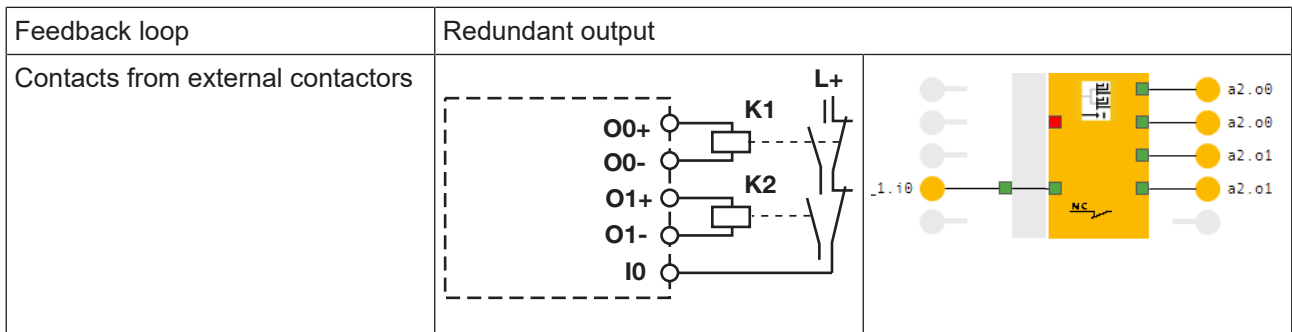 Feedback loop
Redundant output
Contacts from external contactors
L+
K1
O0+
O0-
K2
O1+
O1-
I0
a2.o0
a2.o0
a2.o1
_1.i0
a2.o1
NC